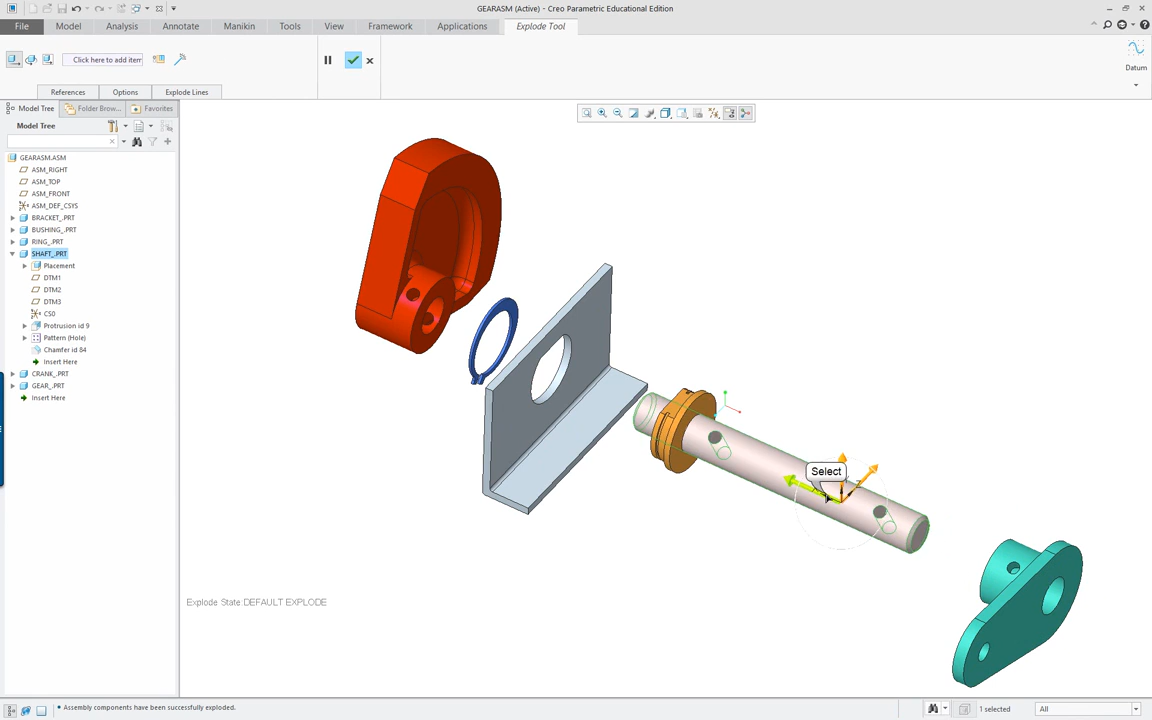 GEARASM (Active) - Creo Parametric Educational Edition
File Model Analysis Annotate Manikin Tools View Framework Applications Explode Tool
Click here to add item
Datum
References Options Explode Lines
Model Tree Folder Brow... Favorites
Model Tree
GEARASM.ASM
ASM_RIGHT
ASM_TOP
ASM_FRONT
ASM_DEF_CSYS
BRACKET_.PRT
BUSHING_.PRT
RING_.PRT
SHAFT_.PRT
Placement
DTM1
DTM2
DTM3
CS0
Protrusion id 9
Pattern (Hole)
Chamfer id 84
Insert Here
CRANK_.PRT
GEAR_.PRT
Insert Here
Select
Explode State:DEFAULT EXPLODE
Assembly components have been successfully exploded.
1 selected
All